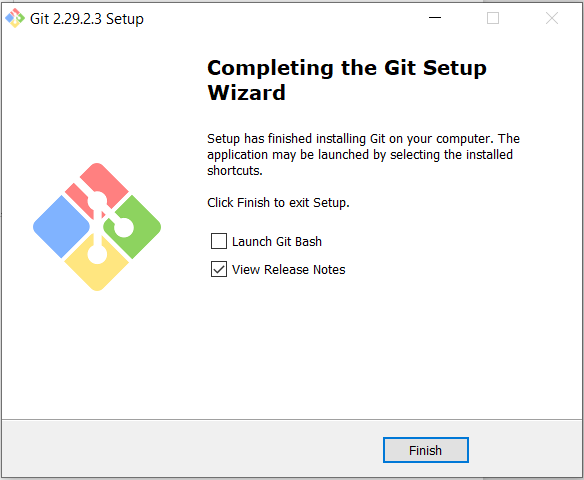 Git 2.29.2.3 Setup
Completing the Git Setup
Wizard
Setup has finished installing Git on your computer. The
application may be launched by selecting the installed
shortcuts.
Click Finish to exit Setup.
Launch Git Bash
View Release Notes
Finish